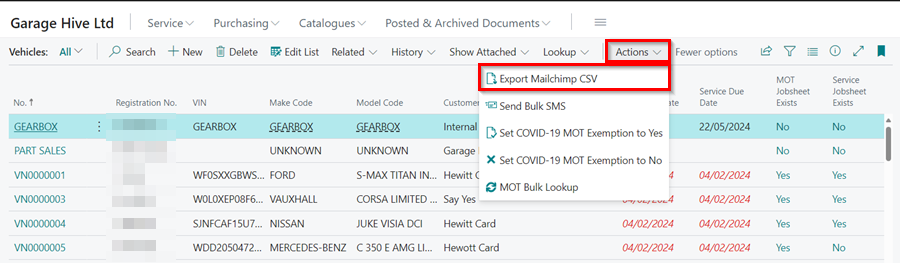 Garage Hive Ltd Service Purchasing Catalogues Posted & Archived Documents
Vehicles: All Search + New Delete Edit List Related History Show Attached Lookup Actions Fewer options
Export Mailchimp CSV
Send Bulk SMS
Set COVID-19 MOT Exemption to Yes
Set COVID-19 MOT Exemption to No
MOT Bulk Lookup
No. ↑ Registration No. VIN Make Code Model Code Customer Date Service Due Date MOT Jobsheet Exists Service Jobsheet Exists
GEARBOX GEARBOX GEARBOX GEARBOX Internal 22/05/2024 No No
PART SALES UNKNOWN UNKNOWN Garage No No
VN0000001 WF0SXXGBWS... FORD S-MAX TITAN IN... Hewitt C 04/02/2024 Yes Yes
VN0000003 W0L0XEP08F6... VAUXHALL CORSA LIMITED ... Say Yes 04/02/2024 04/02/2024 Yes Yes
VN0000004 SJNFCAF15U7... NISSAN JUKE VISIA DCI Hewitt Card 04/02/2024 04/02/2024 Yes Yes
VN0000005 WDD2050472... MERCEDES-BENZ C 350 E AMG LI... Hewott Card 04/02/2024 04/02/2024 Yes No